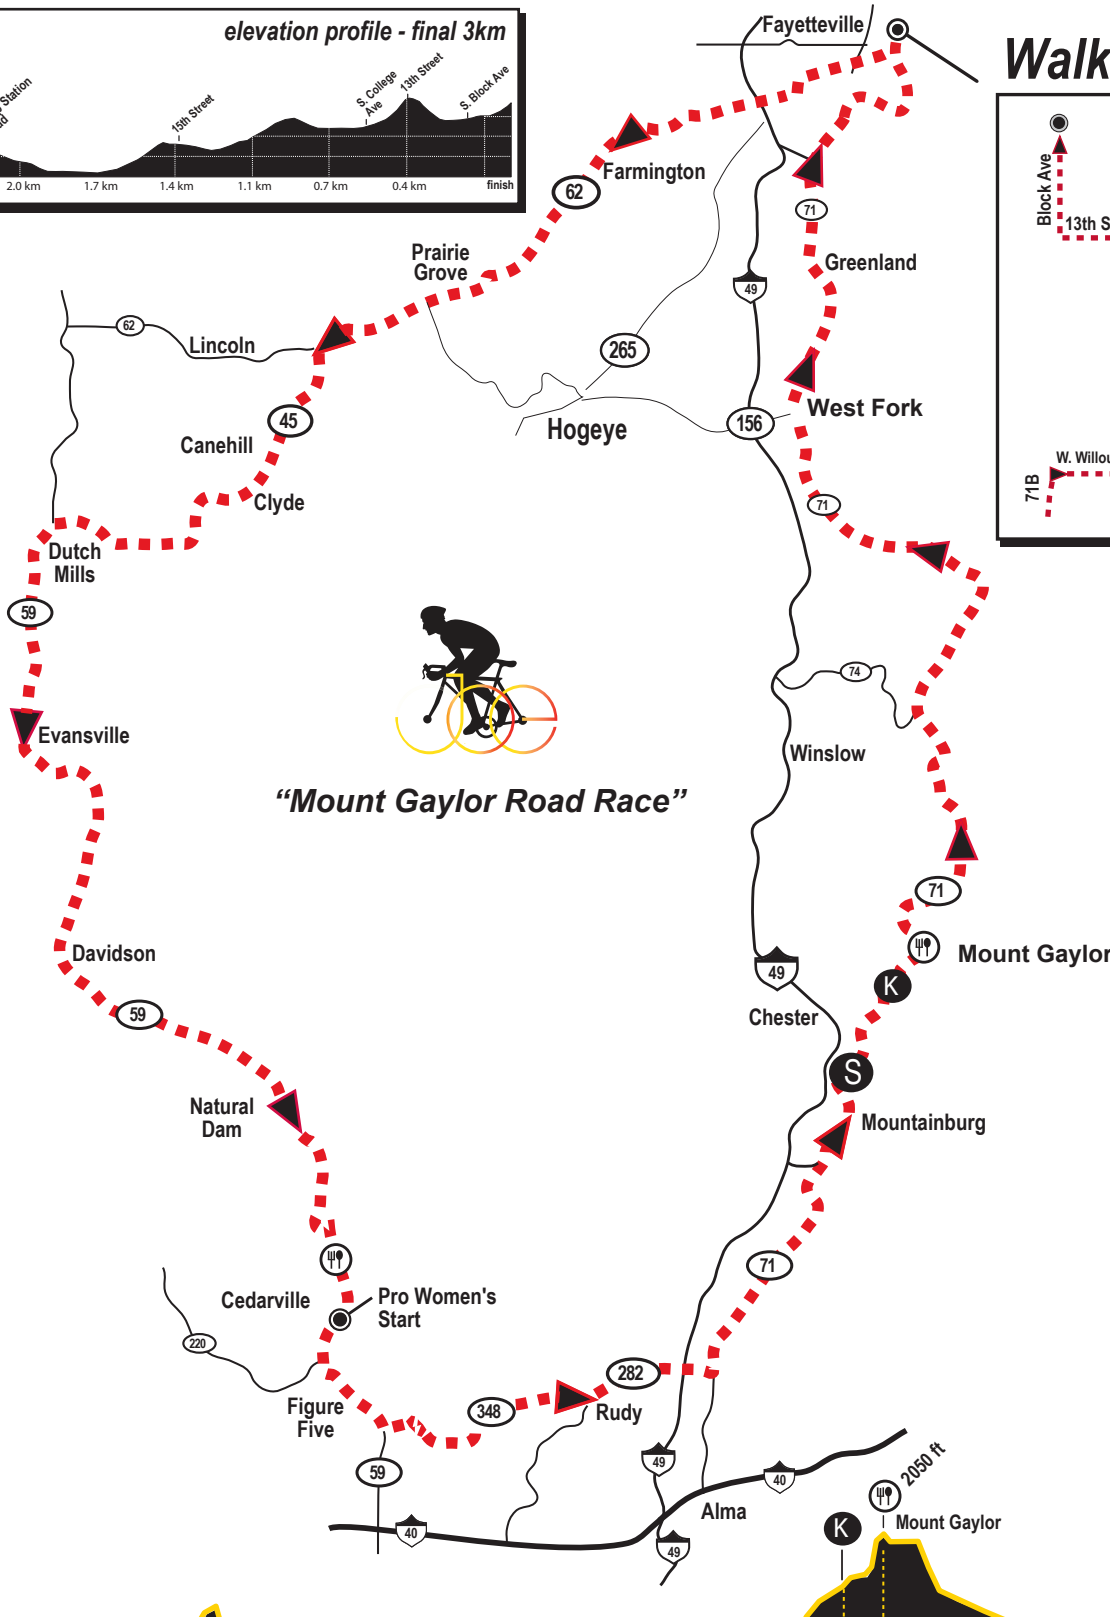 elevation profile - final 3km
Station
15th Street
S. College
Ave
13th Street
S. Block Ave
2.0 km
1.7 km
1.4 km
1.1 km
0.7 km
0.4 km
finish
Fayetteville
Walk
Block Ave
13th S
W. Willou
71B
Farmington
62
71
Prairie
Grove
Greenland
49
62
Lincoln
265
45
Canehill
Hogeye
156
West Fork
Clyde
71
Dutch
Mills
59
74
Evansville
Winslow
“Mount Gaylor Road Race”
71
Davidson
Mount Gaylor
49
K
59
Chester
S
Natural
Dam
Mountainburg
71
Cedarville
Pro Women's
Start
220
282
Figure
Five
348
Rudy
59
49
40
2050 ft
Alma
40
49
K
Mount Gaylor